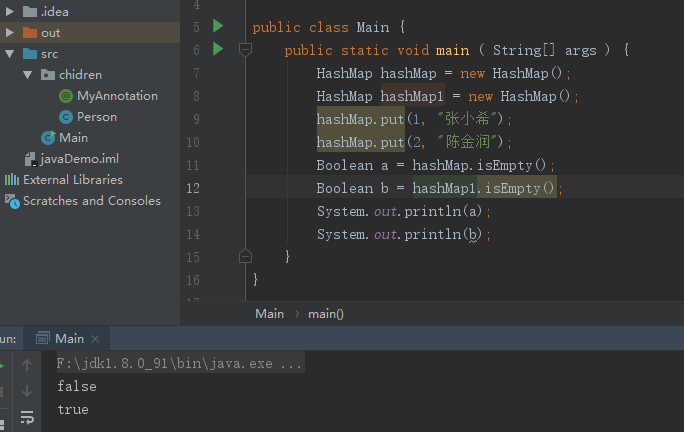 .idea
out
src
chidren
MyAnnotation
Person
Main
javaDemo.iml
External Libraries
Scratches and Consoles
4
5 public class Main {
6 public static void main ( String[] args ) {
7 HashMap hashMap = new HashMap();
8 HashMap hashMap1 = new HashMap();
9 hashMap.put(1, "张小希");
10 hashMap.put(2, "陈金润");
11 Boolean a = hashMap.isEmpty();
12 Boolean b = hashMap1.isEmpty();
13 System.out.println(a);
14 System.out.println(b);
15 }
16 }
17
Main › main()
un: Main ×
F:\jdk1.8.0_91\bin\java.exe ...
false
true